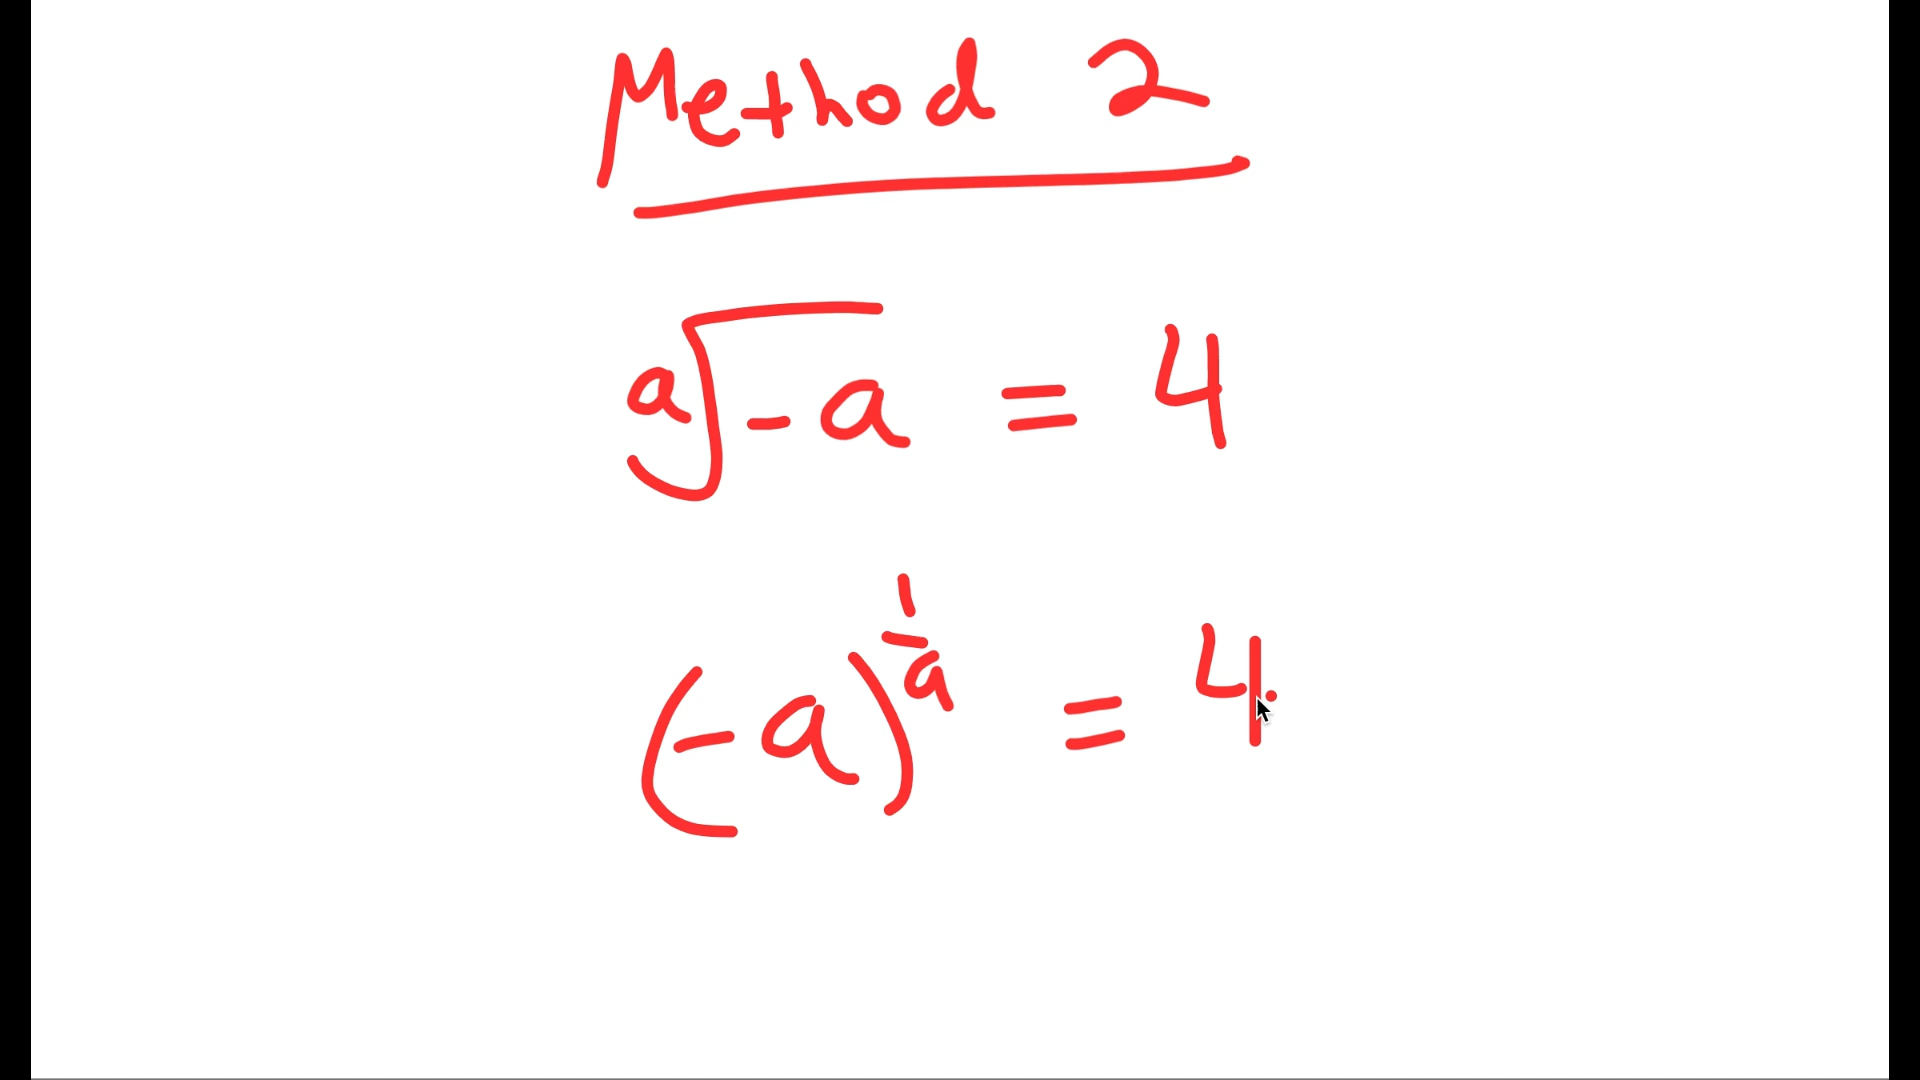 Method 2
ᵃ√-a = 4
(-a)^(1/a) = 4